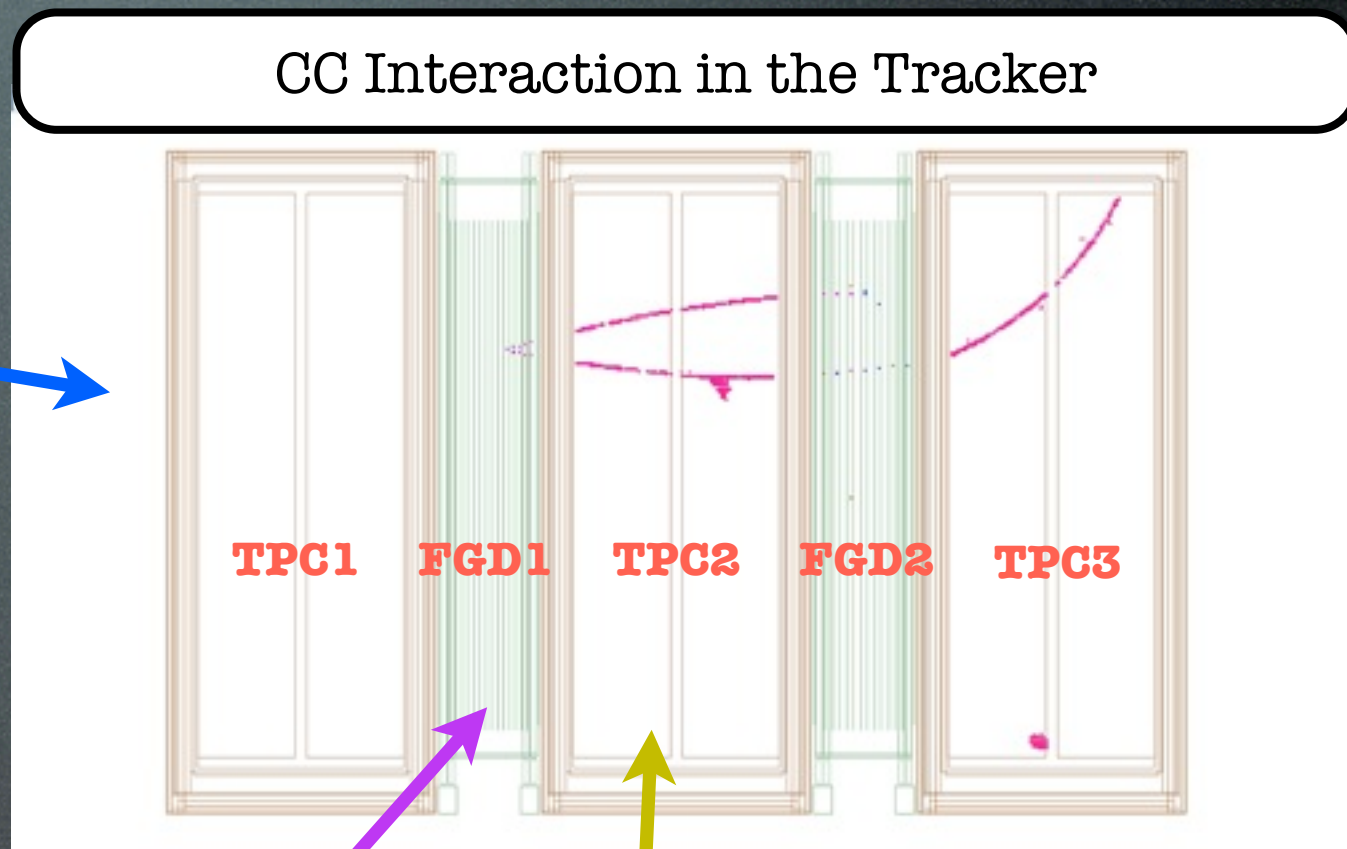 CC Interaction in the Tracker
TPC1 FGD1 TPC2 FGD2 TPC3